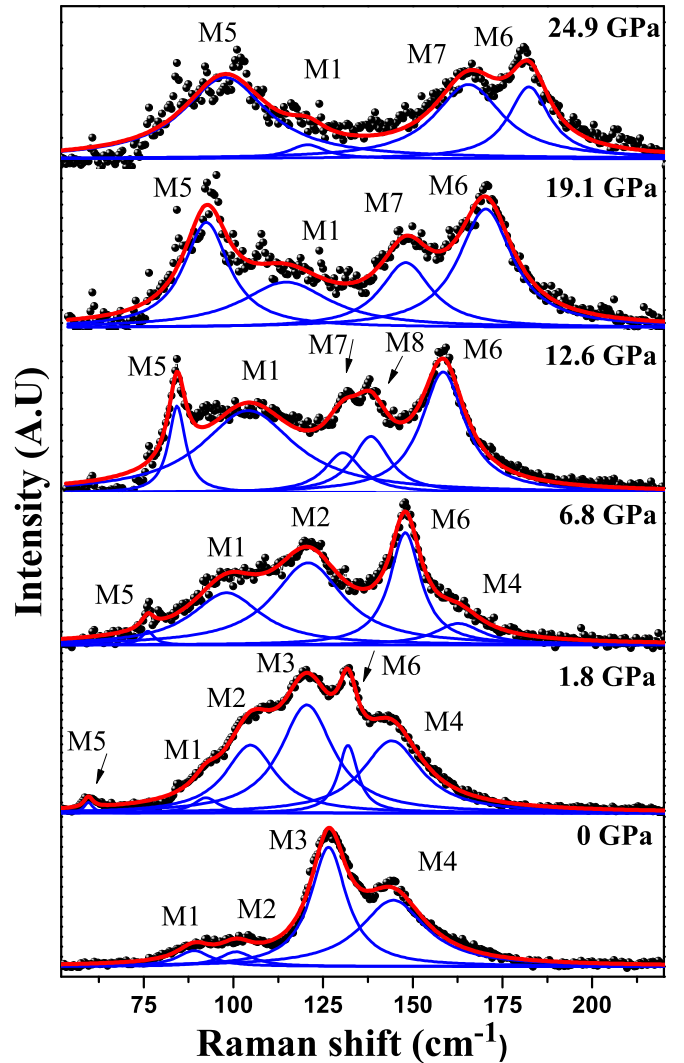 24.9 GPa
M5 M1 M7 M6
19.1 GPa
M5 M1 M7 M6
12.6 GPa
M5 M1 M7 M8 M6
6.8 GPa
M5 M1 M2 M6 M4
1.8 GPa
M5 M1 M2 M3 M6 M4
0 GPa
M1 M2 M3 M4
75 100 125 150 175 200
Raman shift (cm⁻¹)
Intensity (A.U)